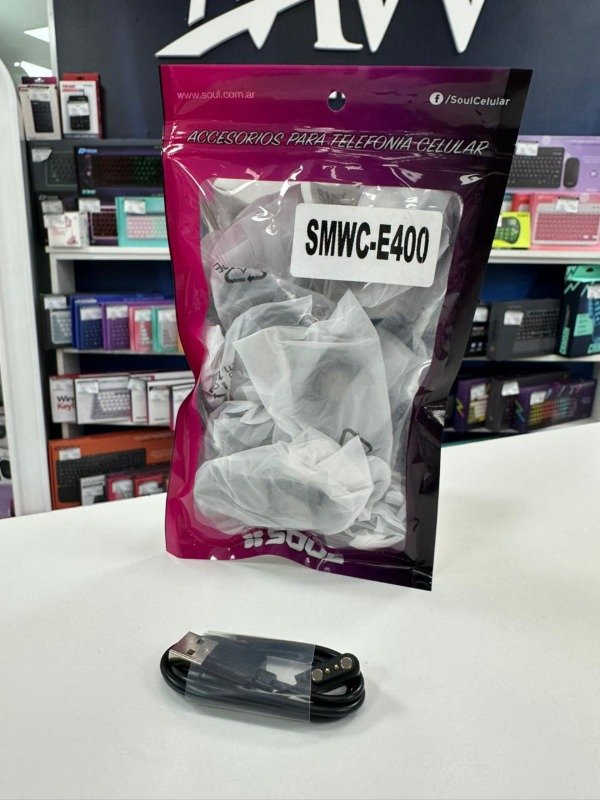 www.soul.com.ar
/SoulCelular
ACCESORIOS PARA TELEFONIA CELULAR
SMWC-E400
SOUL